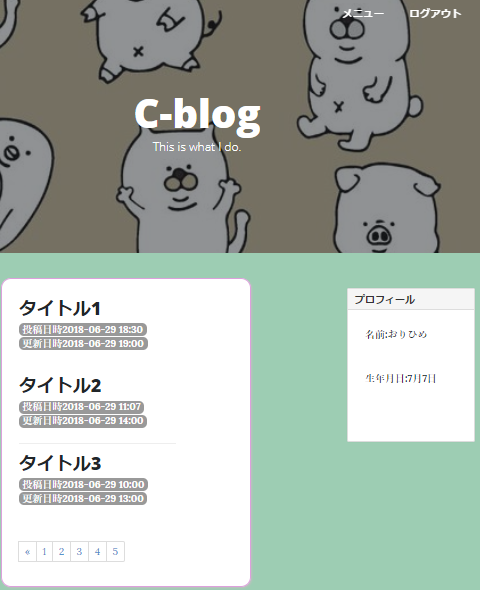 メニュー ログアウト
C-blog
This is what I do.
タイトル1
投稿日時2018-06-29 18:30
更新日時2018-06-29 19:00
タイトル2
投稿日時2018-06-29 11:07
更新日時2018-06-29 14:00
タイトル3
投稿日時2018-06-29 10:00
更新日時2018-06-29 13:00
« 1 2 3 4 5
プロフィール
名前:おりひめ
生年月日:7月7日